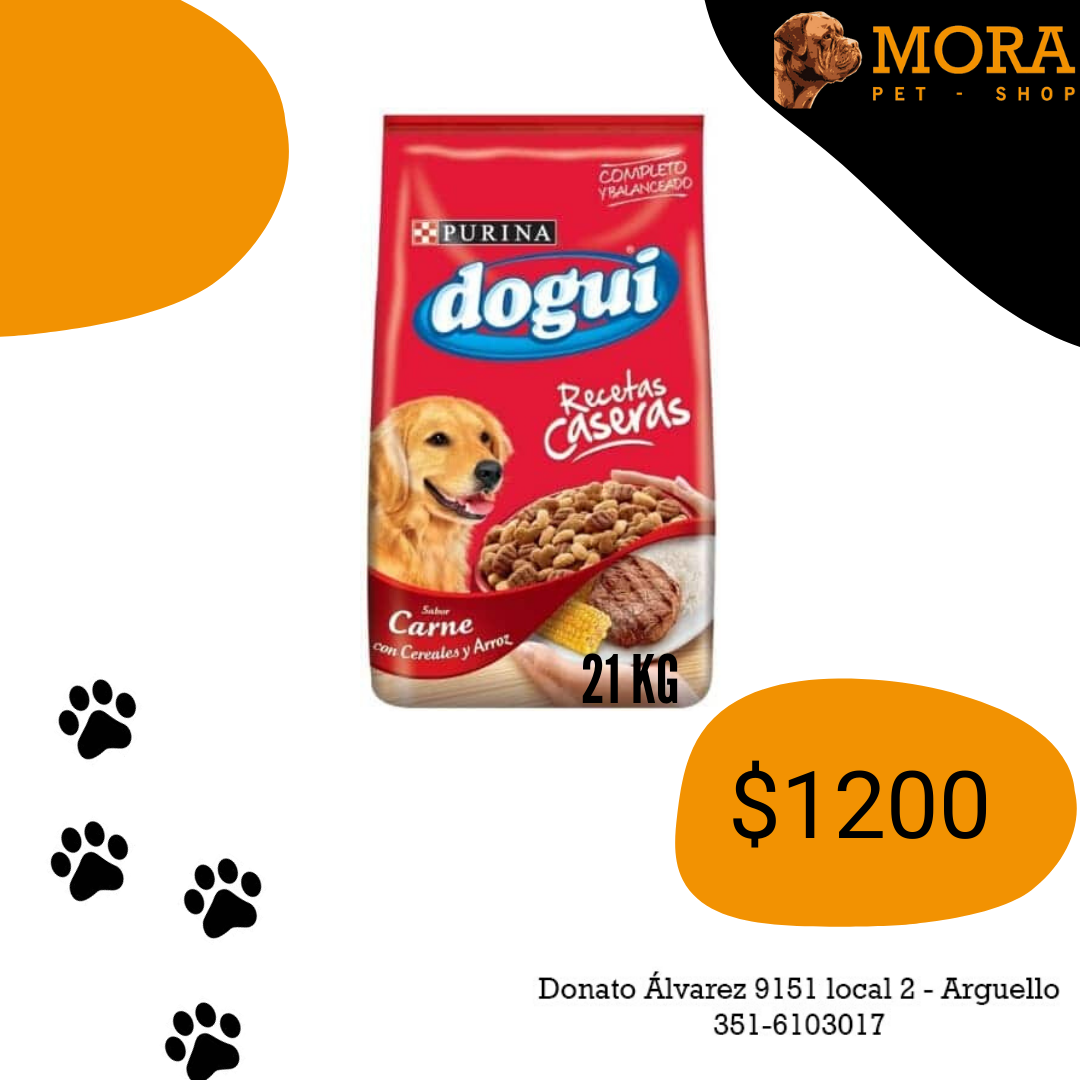 MORA
PET - SHOP
COMPLETO
Y BALANCEADO
PURINA
dogui®
Recetas
Caseras
Sabor
Carne
con Cereales y Arroz
21 KG
$1200
Donato Álvarez 9151 local 2 - Arguello
351-6103017